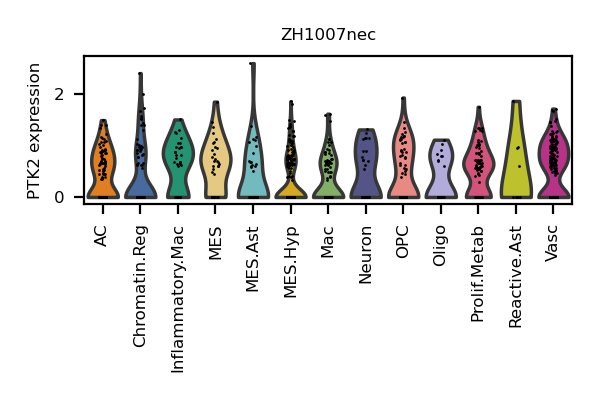 ZH1007nec
PTK2 expression
2
0
AC
Chromatin.Reg
Inflammatory.Mac
MES
MES.Ast
MES.Hyp
Mac
Neuron
OPC
Oligo
Prolif.Metab
Reactive.Ast
Vasc